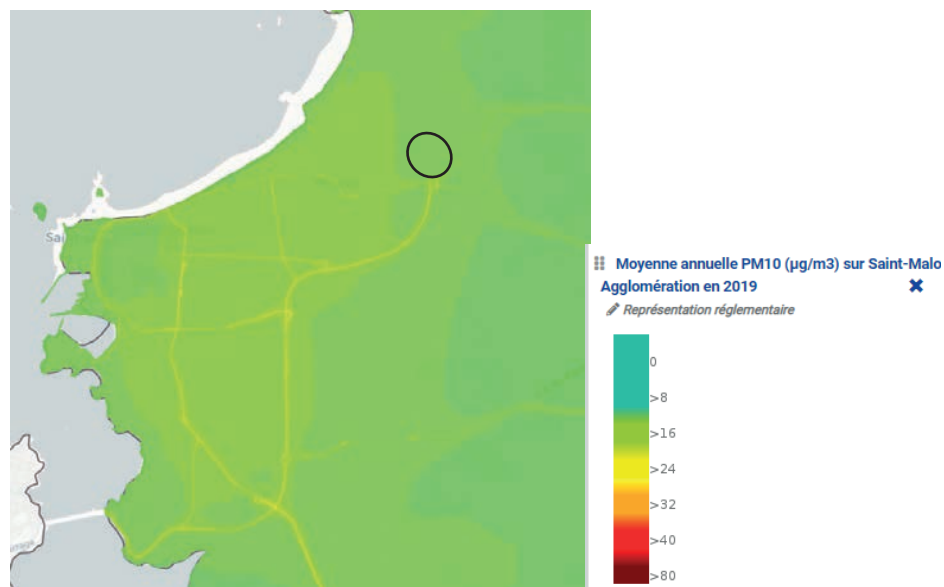 Sai
Moyenne annuelle PM10 (µg/m3) sur Saint-Malo
Agglomération en 2019
Représentation réglementaire
0
>8
>16
>24
>32
>40
>80